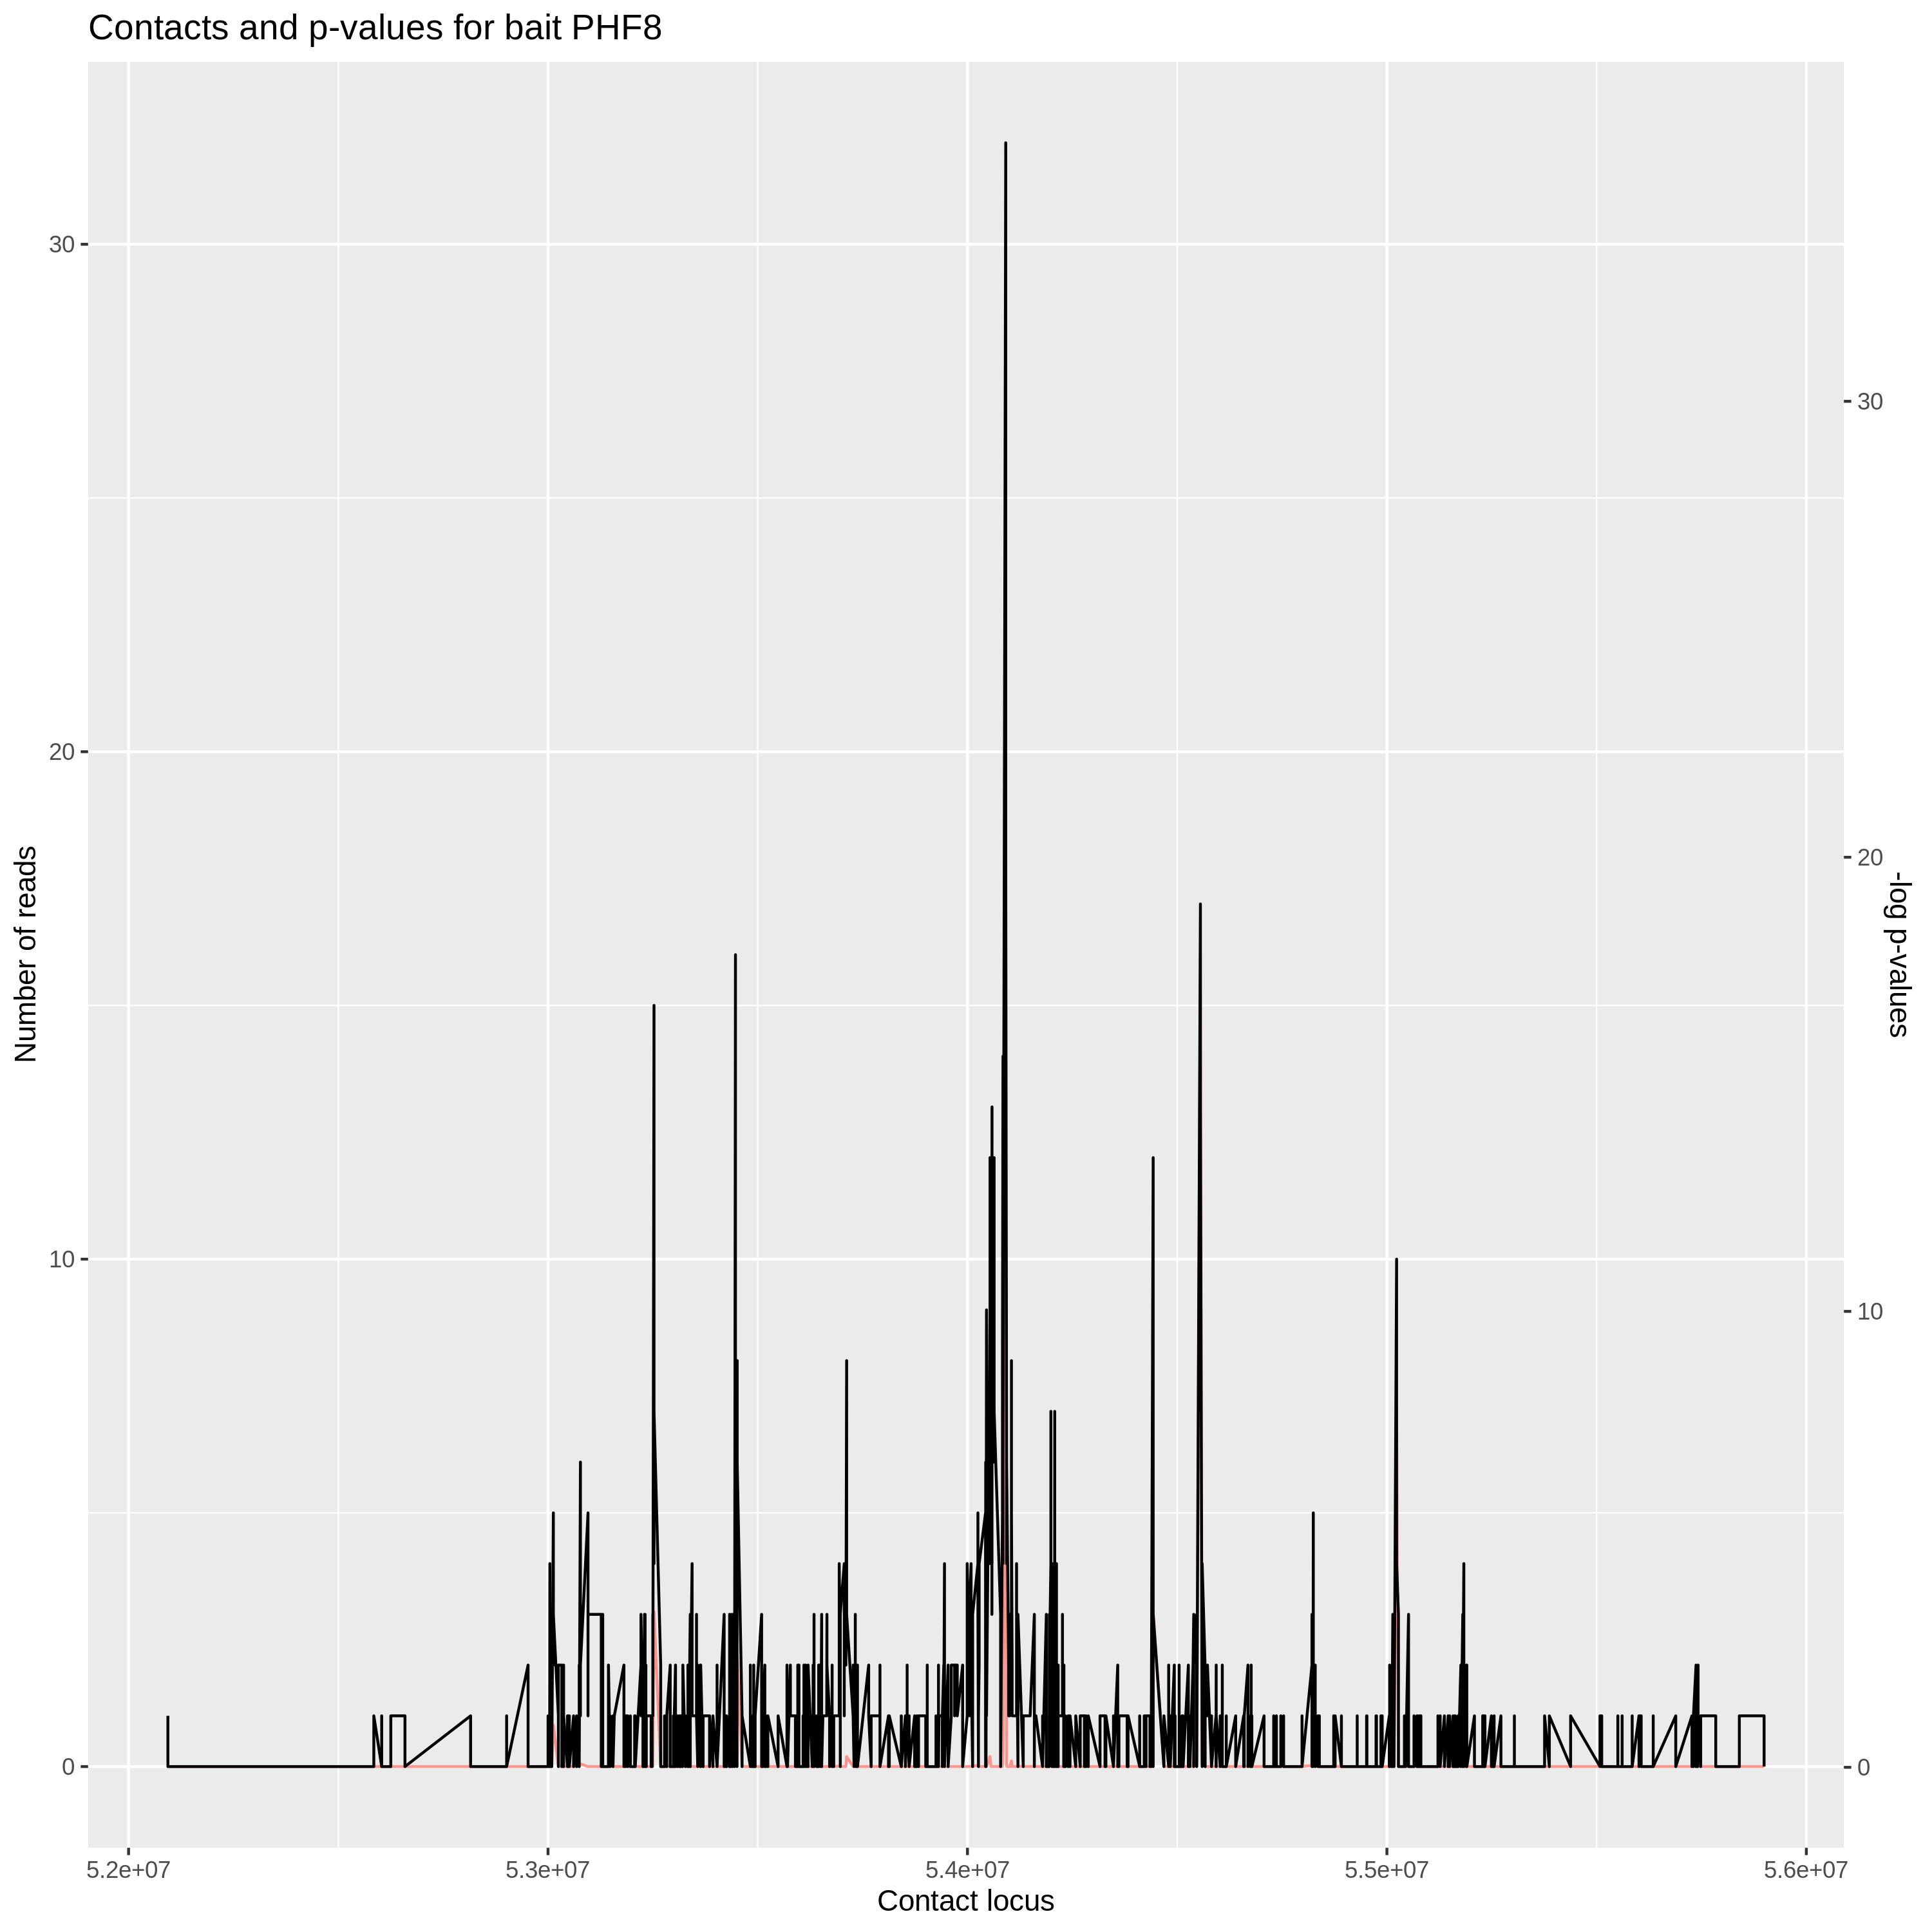 Contacts and p-values for bait PHF8
30
20
10
0
Number of reads
30
20
10
0
-log p-values
5.2e+07
5.3e+07
5.4e+07
5.5e+07
5.6e+07
Contact locus